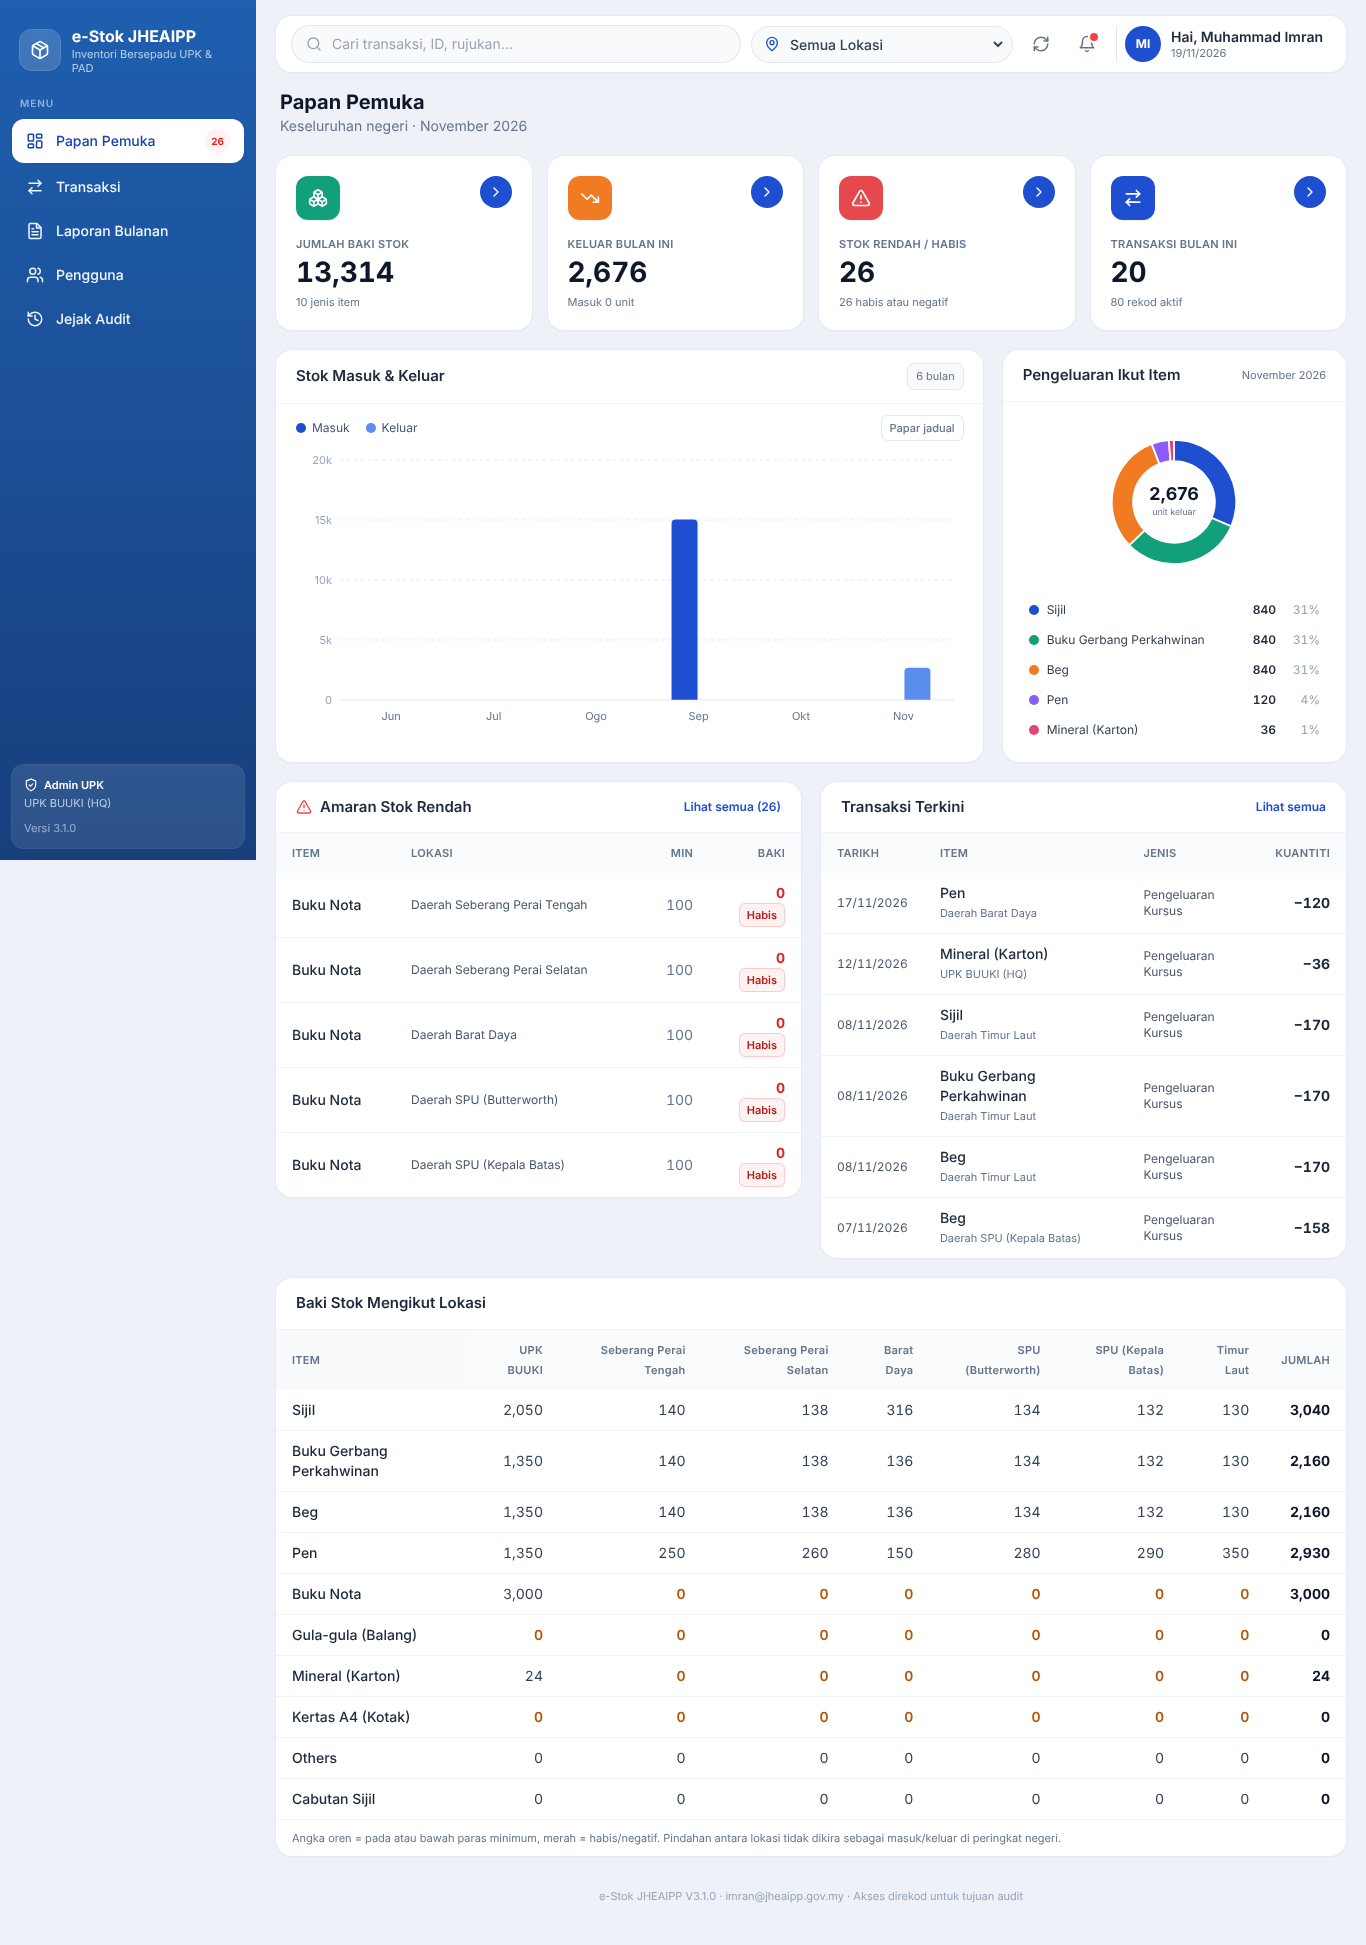 e-Stok JHEAIPP
Inventori Bersepadu UPK &
PAD
MENU
Papan Pemuka 26
Transaksi
Laporan Bulanan
Pengguna
Jejak Audit
Admin UPK
UPK BUUKI (HQ)
Versi 3.1.0
Cari transaksi, ID, rujukan...
Semua Lokasi
MI
Hai, Muhammad Imran
19/11/2026
Papan Pemuka
Keseluruhan negeri · November 2026
JUMLAH BAKI STOK
13,314
10 jenis item
KELUAR BULAN INI
2,676
Masuk 0 unit
STOK RENDAH / HABIS
26
26 habis atau negatif
TRANSAKSI BULAN INI
20
80 rekod aktif
Stok Masuk & Keluar
6 bulan
Masuk
Keluar
Papar jadual
20k
15k
10k
5k
0
Jun Jul Ogo Sep Okt Nov
Pengeluaran Ikut Item
November 2026
2,676
unit keluar
Sijil 840 31%
Buku Gerbang Perkahwinan 840 31%
Beg 840 31%
Pen 120 4%
Mineral (Karton) 36 1%
Amaran Stok Rendah
Lihat semua (26)
ITEM LOKASI MIN BAKI
Buku Nota Daerah Seberang Perai Tengah 100 0
Habis
Buku Nota Daerah Seberang Perai Selatan 100 0
Habis
Buku Nota Daerah Barat Daya 100 0
Habis
Buku Nota Daerah SPU (Butterworth) 100 0
Habis
Buku Nota Daerah SPU (Kepala Batas) 100 0
Habis
Transaksi Terkini
Lihat semua
TARIKH ITEM JENIS KUANTITI
17/11/2026 Pen
Daerah Barat Daya
Pengeluaran
Kursus
−120
12/11/2026 Mineral (Karton)
UPK BUUKI (HQ)
Pengeluaran
Kursus
−36
08/11/2026 Sijil
Daerah Timur Laut
Pengeluaran
Kursus
−170
08/11/2026 Buku Gerbang
Perkahwinan
Daerah Timur Laut
Pengeluaran
Kursus
−170
08/11/2026 Beg
Daerah Timur Laut
Pengeluaran
Kursus
−170
07/11/2026 Beg
Daerah SPU (Kepala Batas)
Pengeluaran
Kursus
−158
Baki Stok Mengikut Lokasi
ITEM
UPK
BUUKI
Seberang Perai
Tengah
Seberang Perai
Selatan
Barat
Daya
SPU
(Butterworth)
SPU (Kepala
Batas)
Timur
Laut
JUMLAH
Sijil 2,050 140 138 316 134 132 130 3,040
Buku Gerbang
Perkahwinan
1,350 140 138 136 134 132 130 2,160
Beg 1,350 140 138 136 134 132 130 2,160
Pen 1,350 250 260 150 280 290 350 2,930
Buku Nota 3,000 0 0 0 0 0 0 3,000
Gula-gula (Balang) 0 0 0 0 0 0 0 0
Mineral (Karton) 24 0 0 0 0 0 0 24
Kertas A4 (Kotak) 0 0 0 0 0 0 0 0
Others 0 0 0 0 0 0 0 0
Cabutan Sijil 0 0 0 0 0 0 0 0
Angka oren = pada atau bawah paras minimum, merah = habis/negatif. Pindahan antara lokasi tidak dikira sebagai masuk/keluar di peringkat negeri.
e-Stok JHEAIPP V3.1.0 · imran@jheaipp.gov.my · Akses direkod untuk tujuan audit